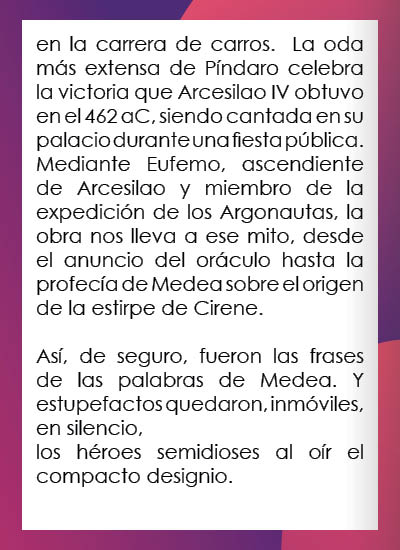 en la carrera de carros. La oda
más extensa de Píndaro celebra
la victoria que Arcesilao IV obtuvo
en el 462 aC, siendo cantada en su
palacio durante una fiesta pública.
Mediante Eufemo, ascendiente
de Arcesilao y miembro de la
expedición de los Argonautas, la
obra nos lleva a ese mito, desde
el anuncio del oráculo hasta la
profecía de Medea sobre el origen
de la estirpe de Cirene.

Así, de seguro, fueron las frases
de las palabras de Medea. Y
estupefactos quedaron, inmóviles,
en silencio,
los héroes semidioses al oír el
compacto designio.